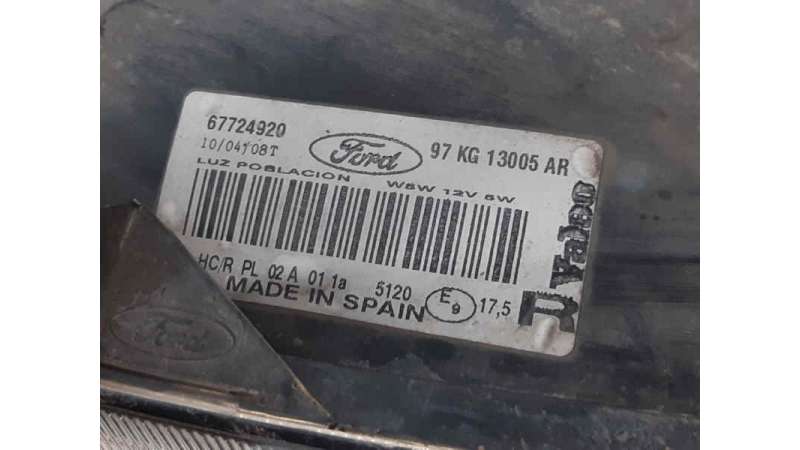 67724920
10/04/08T
Ford
97 KG 13005 AR
LUZ POBLACION W5W 12V 5W
HC/R PL 02 A 01 1a 5120 E9 17,5
MADE IN SPAIN
R
Ford